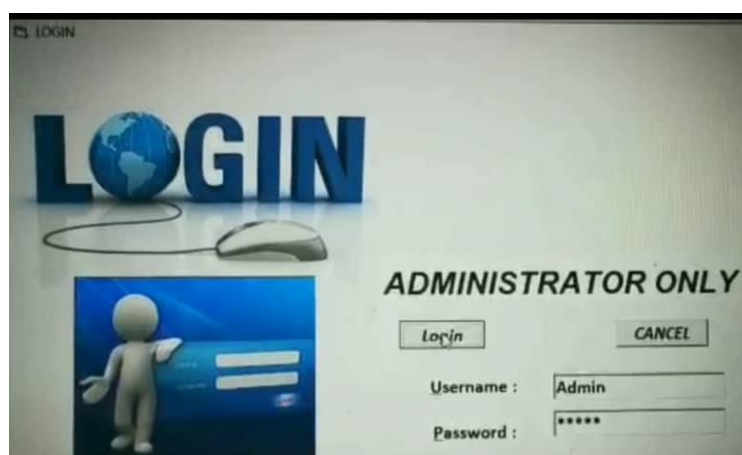 LOGIN
LOGIN
ADMINISTRATOR ONLY
Login
CANCEL
Username : Admin
Password : *****